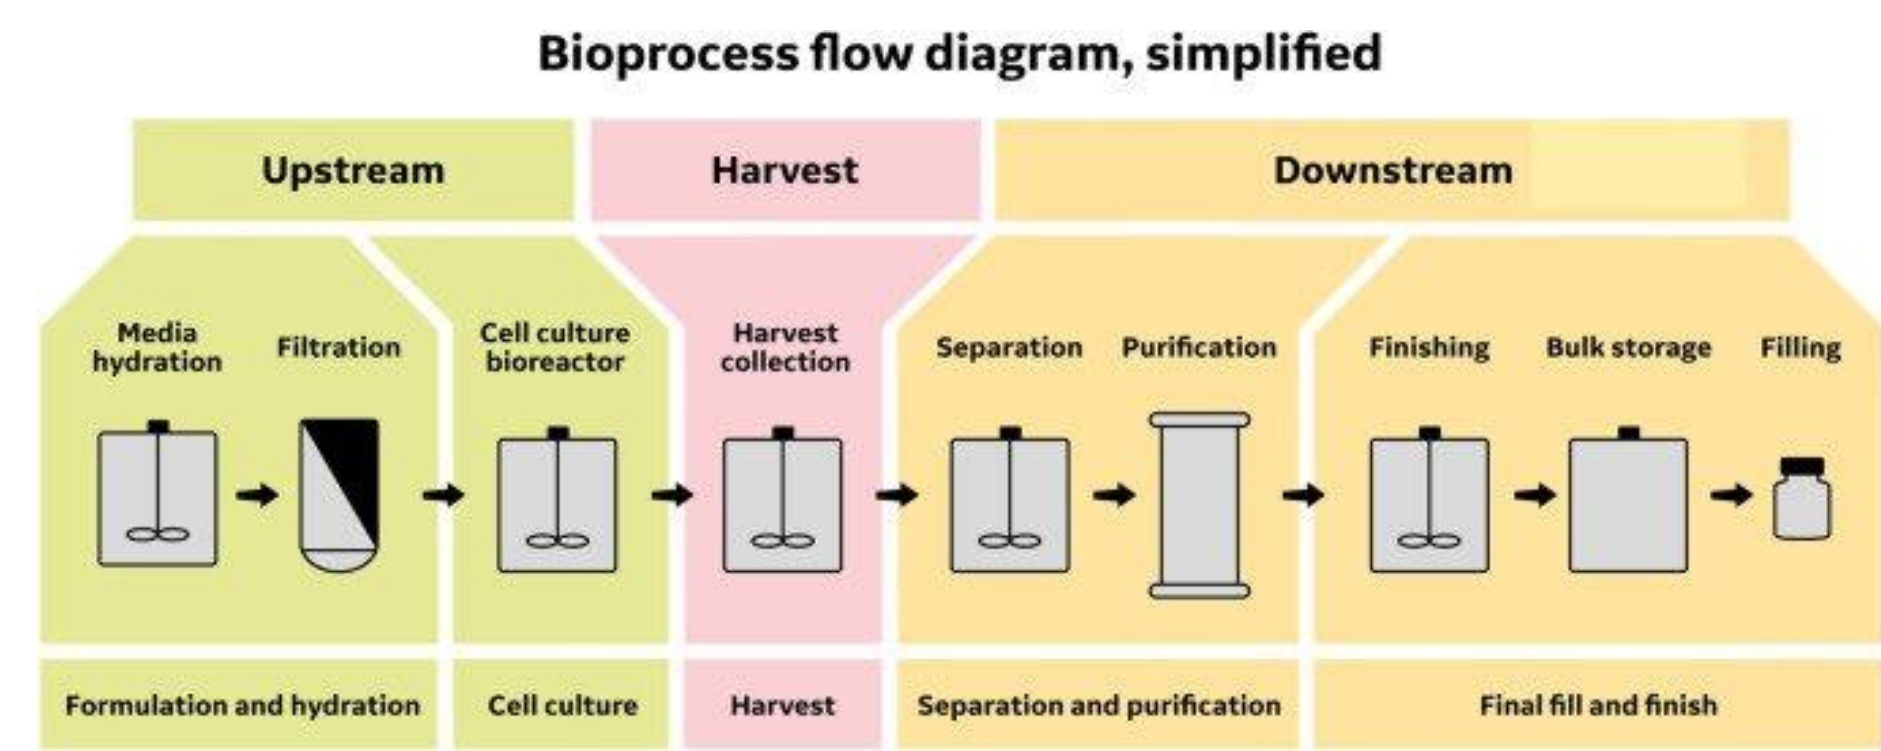 Bioprocess flow diagram, simplified
Upstream
Harvest
Downstream
Media
hydration
Filtration
Cell culture
bioreactor
Harvest
collection
Separation
Purification
Finishing
Bulk storage
Filling
Formulation and hydration
Cell culture
Harvest
Separation and purification
Final fill and finish